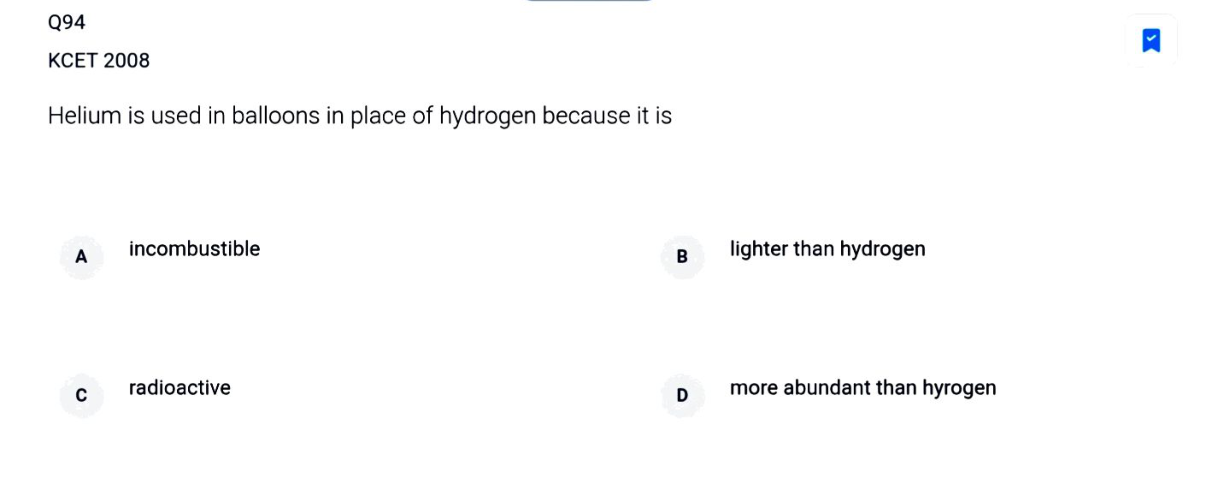 Q94
KCET 2008
Helium is used in balloons in place of hydrogen because it is
A incombustible
B lighter than hydrogen
C radioactive
D more abundant than hyrogen